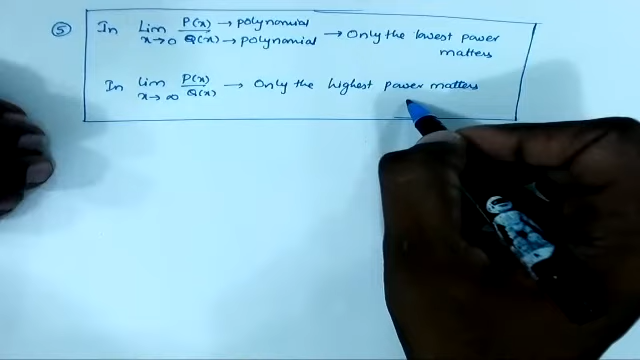 5 In Lim x→0 P(x)/Q(x) → polynomial → polynomial → Only the lowest power
matters
In Lim x→∞ P(x)/Q(x) → Only the highest power matters